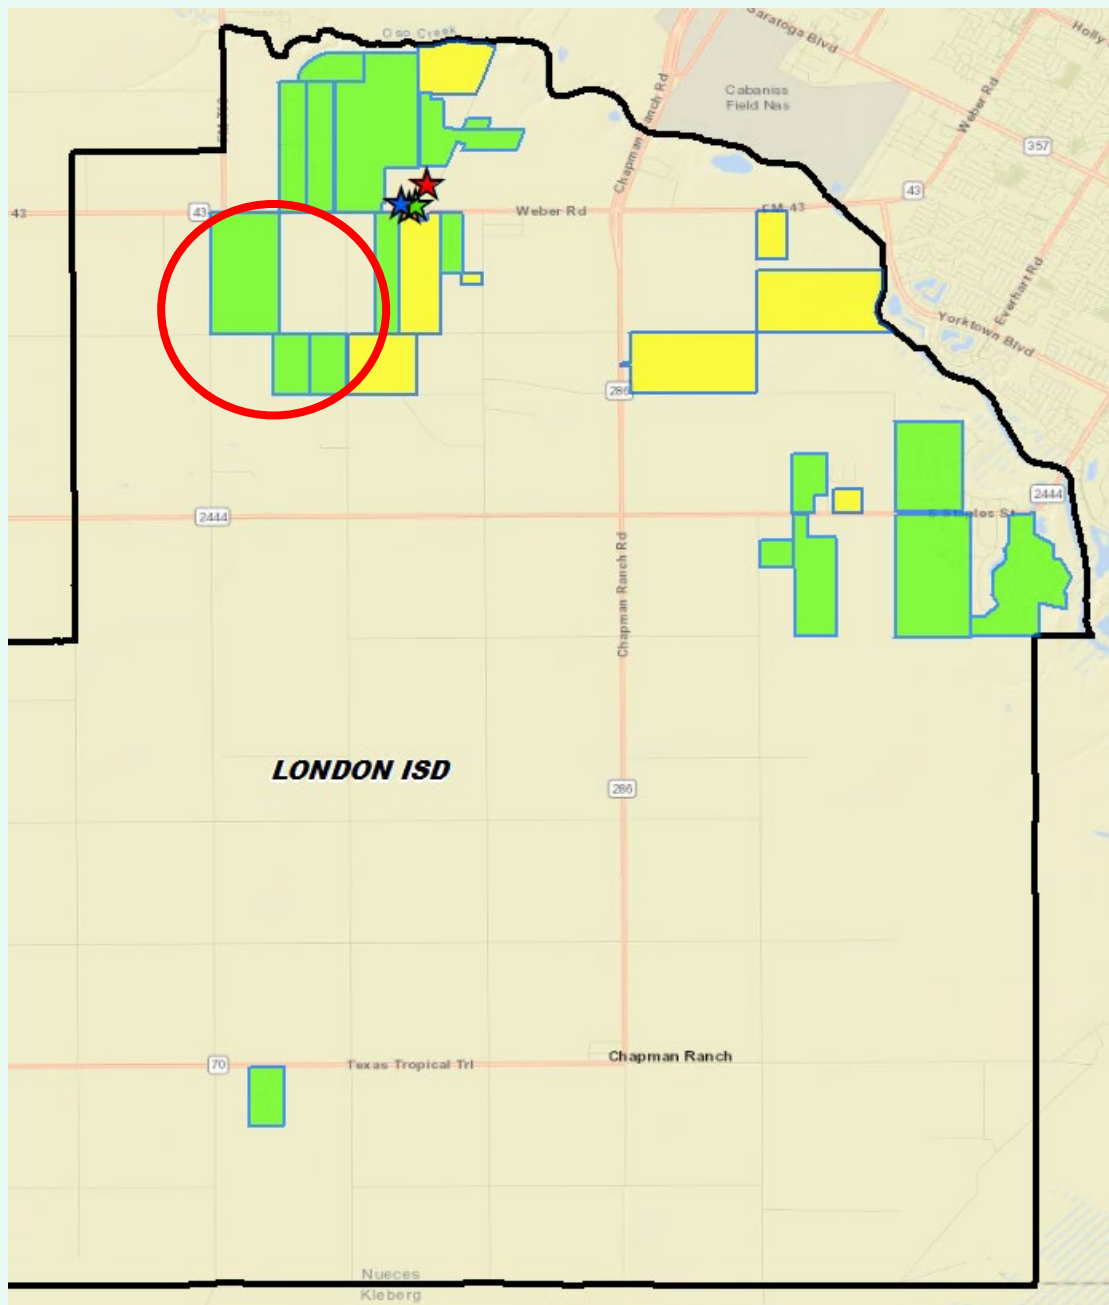 Oso Creek
Saratoga Blvd
Holly
Cabaniss
Field Nas
Weber Rd
357
43
43
43
Weber Rd
FM-43
Everhart Rd
Yorktown Blvd
286
2444
2444
S Staples St
Chapman Ranch Rd
Chapman Ranch Rd
LONDON ISD
286
70
Texas Tropical Trl
Chapman Ranch
Nueces
Kleberg